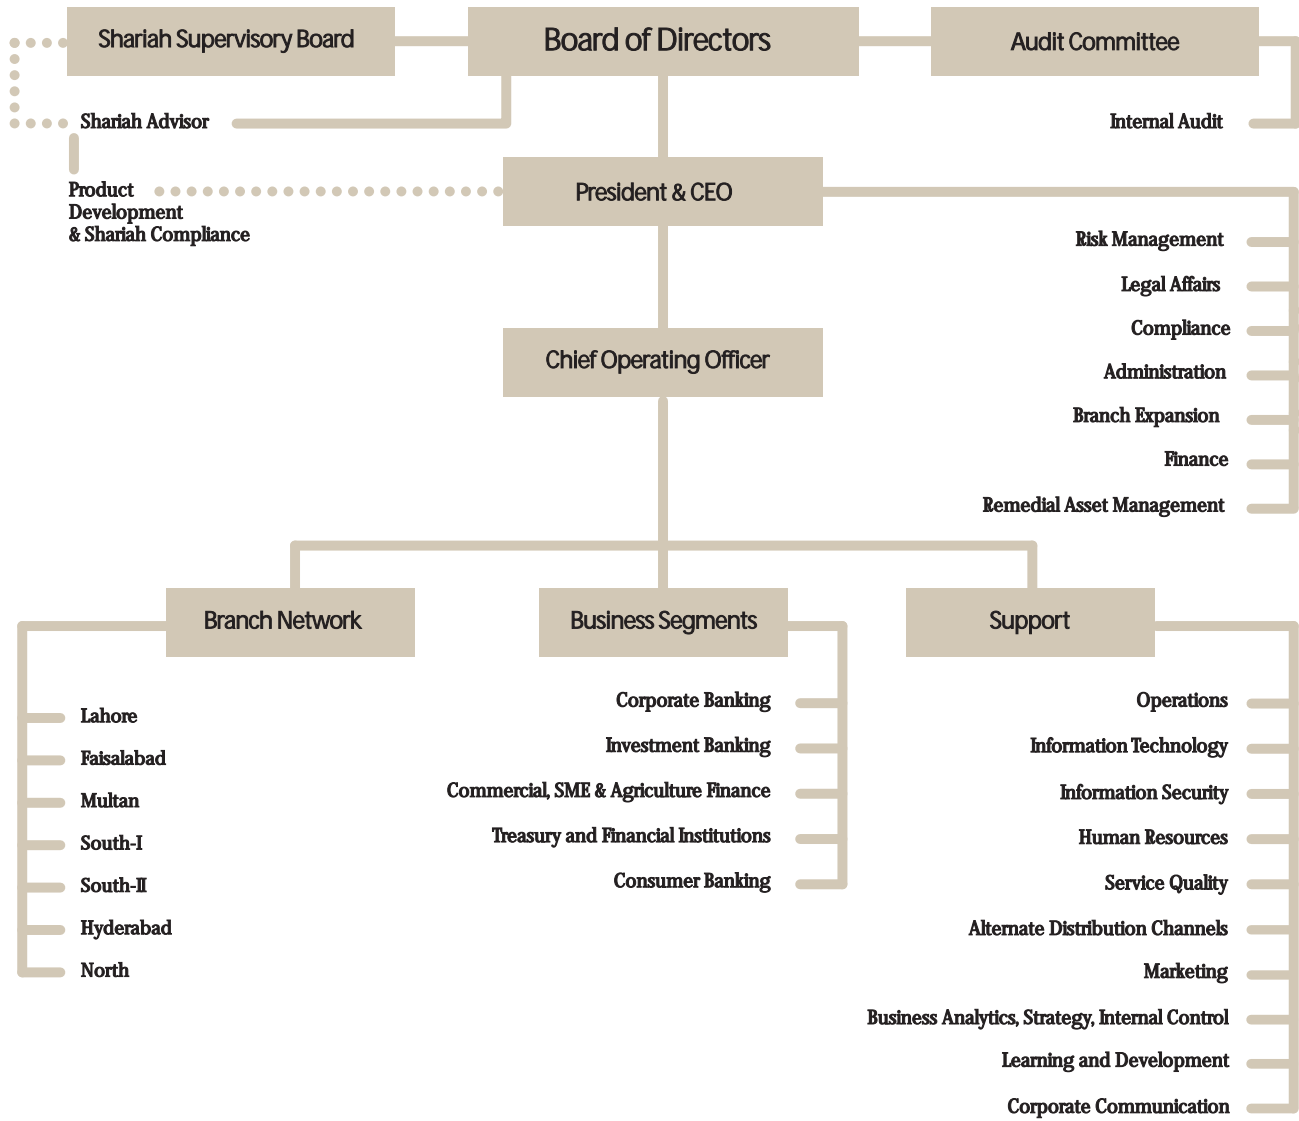 Shariah Supervisory Board
Board of Directors
Audit Committee
Shariah Advisor
Internal Audit
Product
Development
& Shariah Compliance
President & CEO
Risk Management
Legal Affairs
Compliance
Administration
Branch Expansion
Finance
Remedial Asset Management
Chief Operating Officer
Branch Network
Business Segments
Support
Lahore
Faisalabad
Multan
South-I
South-II
Hyderabad
North
Corporate Banking
Investment Banking
Commercial, SME & Agriculture Finance
Treasury and Financial Institutions
Consumer Banking
Operations
Information Technology
Information Security
Human Resources
Service Quality
Alternate Distribution Channels
Marketing
Business Analytics, Strategy, Internal Control
Learning and Development
Corporate Communication